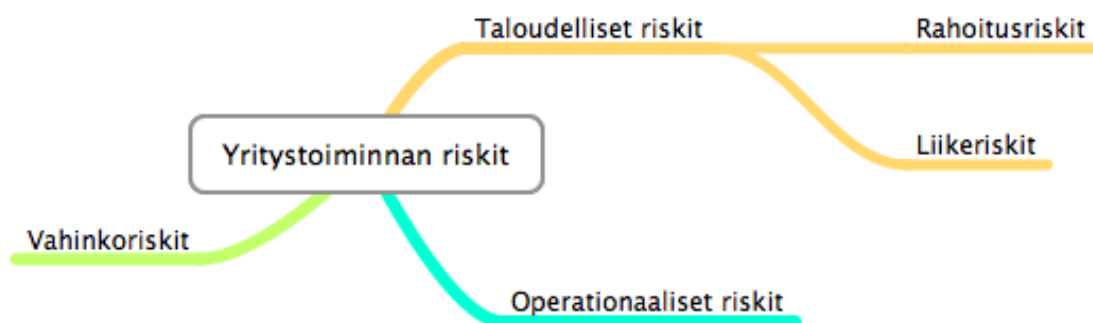 Taloudelliset riskit
Rahoitusriskit
Liikeriskit
Yritystoiminnan riskit
Vahinkoriskit
Operationaaliset riskit